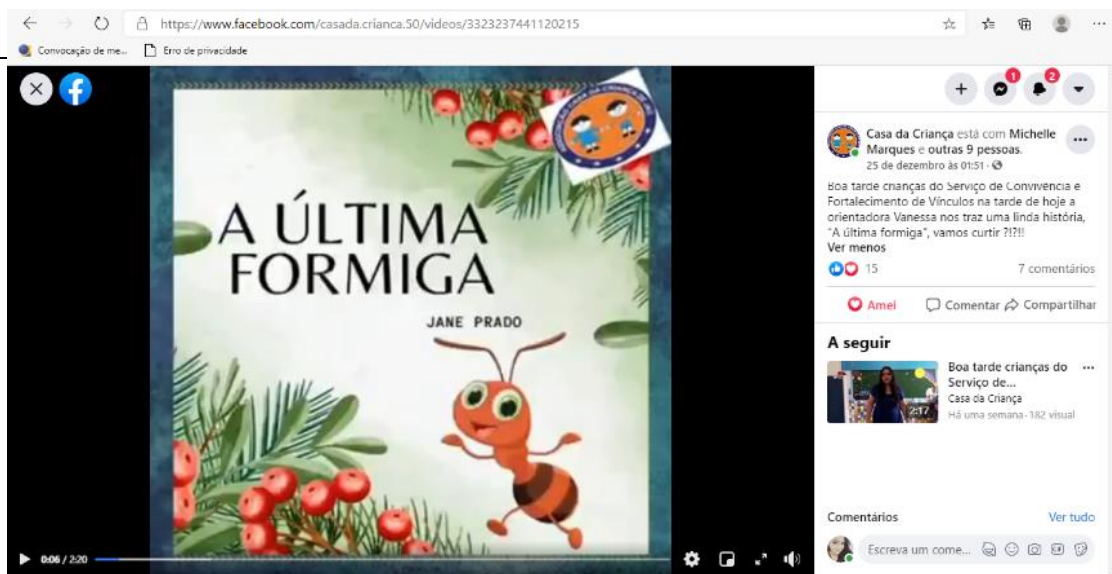 https://www.facebook.com/casada.crianca.50/videos/3323237441120215
Convocação de me...
Erro de privacidade
A ÚLTIMA
FORMIGA
JANE PRADO
0:06 / 2:20
1
2
Casa da Criança está com Michelle
Marques e outras 9 pessoas.
25 de dezembro às 01:51 ·
Boa tarde crianças do Serviço de Convivência e
Fortalecimento de Vínculos na tarde de hoje a
orientadora Vanessa nos traz uma linda história,
"A última formiga", vamos curtir ?!?!!
Ver menos
15
7 comentários
Amei
Comentar
Compartilhar
A seguir
2:17
Boa tarde crianças do
Serviço de...
Casa da Criança
Há uma semana · 182 visual
Comentários
Ver tudo
Escreva um come...